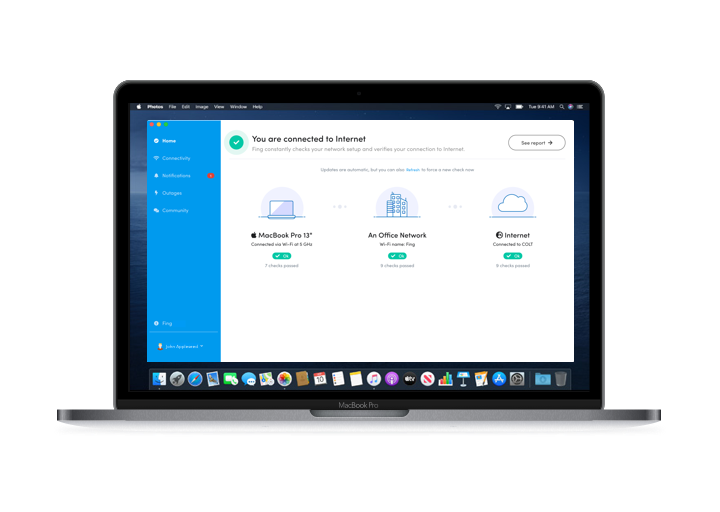 Photos File Edit Image View Window Help
Tue 9:41 AM
Home
Connectivity
Notifications
Outages
Community
Fing
John Appleseed
You are connected to Internet
Fing constantly checks your network setup and verifies your connection to Internet.
See report →
Updates are automatic, but you can also Refresh to force a new check now
MacBook Pro 13"
Connected via Wi-Fi at 5 GHz
Ok
7 checks passed
An Office Network
Wi-Fi name: Fing
Ok
8 checks passed
Internet
Connected to COLT
Ok
9 checks passed
10
tv
MacBook Pro